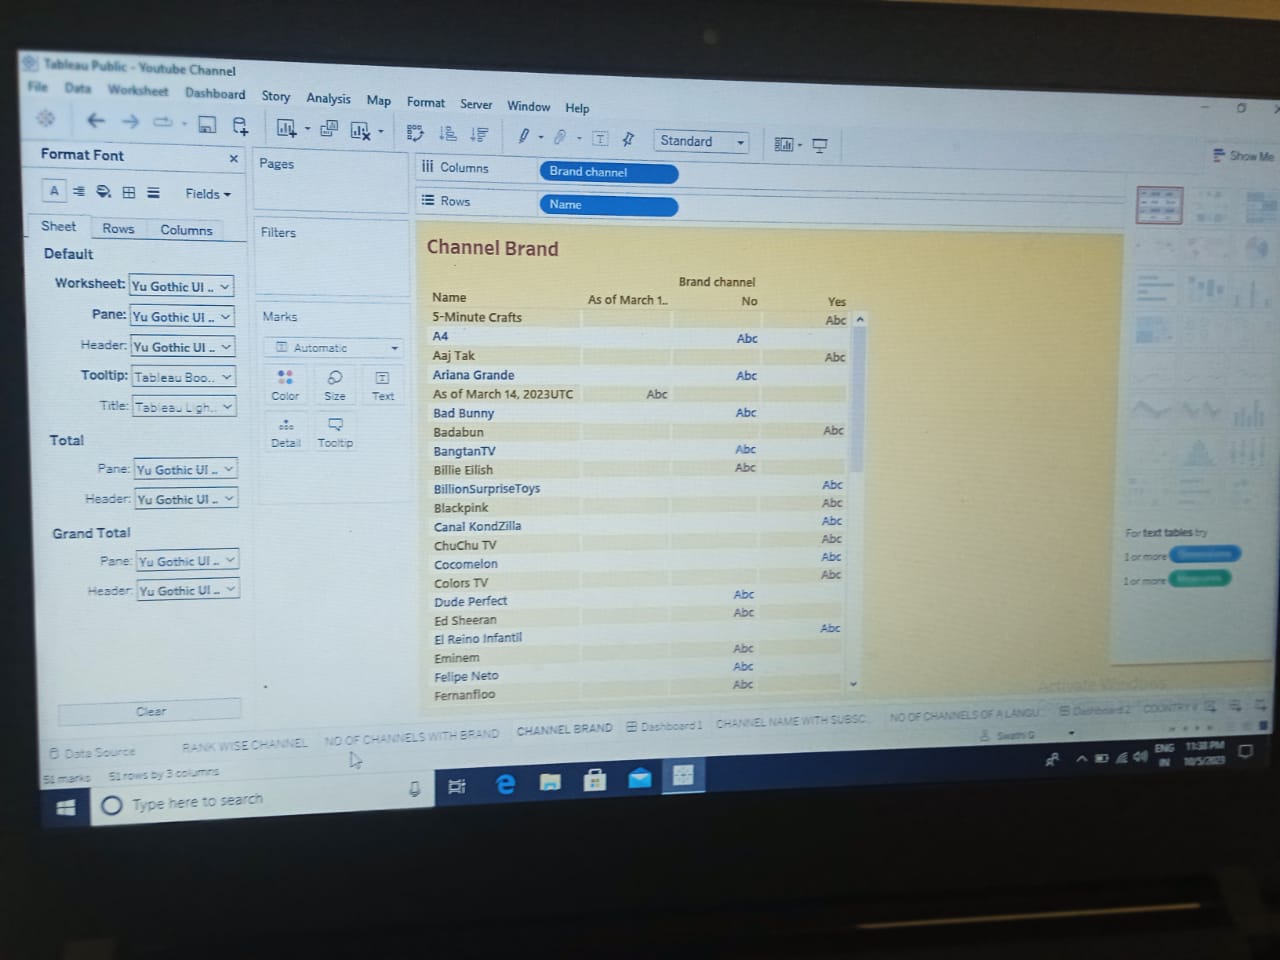 Tableau Public - Youtube Channel
File Data Worksheet Dashboard Story Analysis Map Format Server Window Help
Standard
Show Me
Format Font
Fields
Sheet Rows Columns
Default
Worksheet: Yu Gothic UI ..
Pane: Yu Gothic UI ..
Header: Yu Gothic UI ..
Tooltip: Tableau Boo..
Title: Tableau Ligh..
Total
Pane: Yu Gothic UI ..
Header: Yu Gothic UI ..
Grand Total
Pane: Yu Gothic UI ..
Header: Yu Gothic UI ..
Clear
Pages
Filters
Marks
Automatic
Color Size Text
Detail Tooltip
Columns Brand channel
Rows Name
Channel Brand
Brand channel
Name As of March 1.. No Yes
5-Minute Crafts Abc
A4 Abc
Aaj Tak Abc
Ariana Grande Abc
As of March 14, 2023UTC Abc
Bad Bunny Abc
Badabun Abc
BangtanTV Abc
Billie Eilish Abc
BillionSurpriseToys Abc
Blackpink Abc
Canal KondZilla Abc
ChuChu TV Abc
Cocomelon Abc
Colors TV Abc
Dude Perfect Abc
Ed Sheeran Abc
El Reino Infantil Abc
Eminem Abc
Felipe Neto Abc
Fernanfloo Abc
For text tables try
1 or more Dimensions
1 or more Measures
Activate Windows
Data Source RANK WISE CHANNEL NO OF CHANNELS WITH BRAND CHANNEL BRAND Dashboard 1 CHANNEL NAME WITH SUBSC... NO OF CHANNELS OF A LANGU... Dashboard 2 COUNTRY
51 marks 51 rows by 3 columns
Swathi G
Type here to search
ENG
IN
11:38 PM
10/5/2023